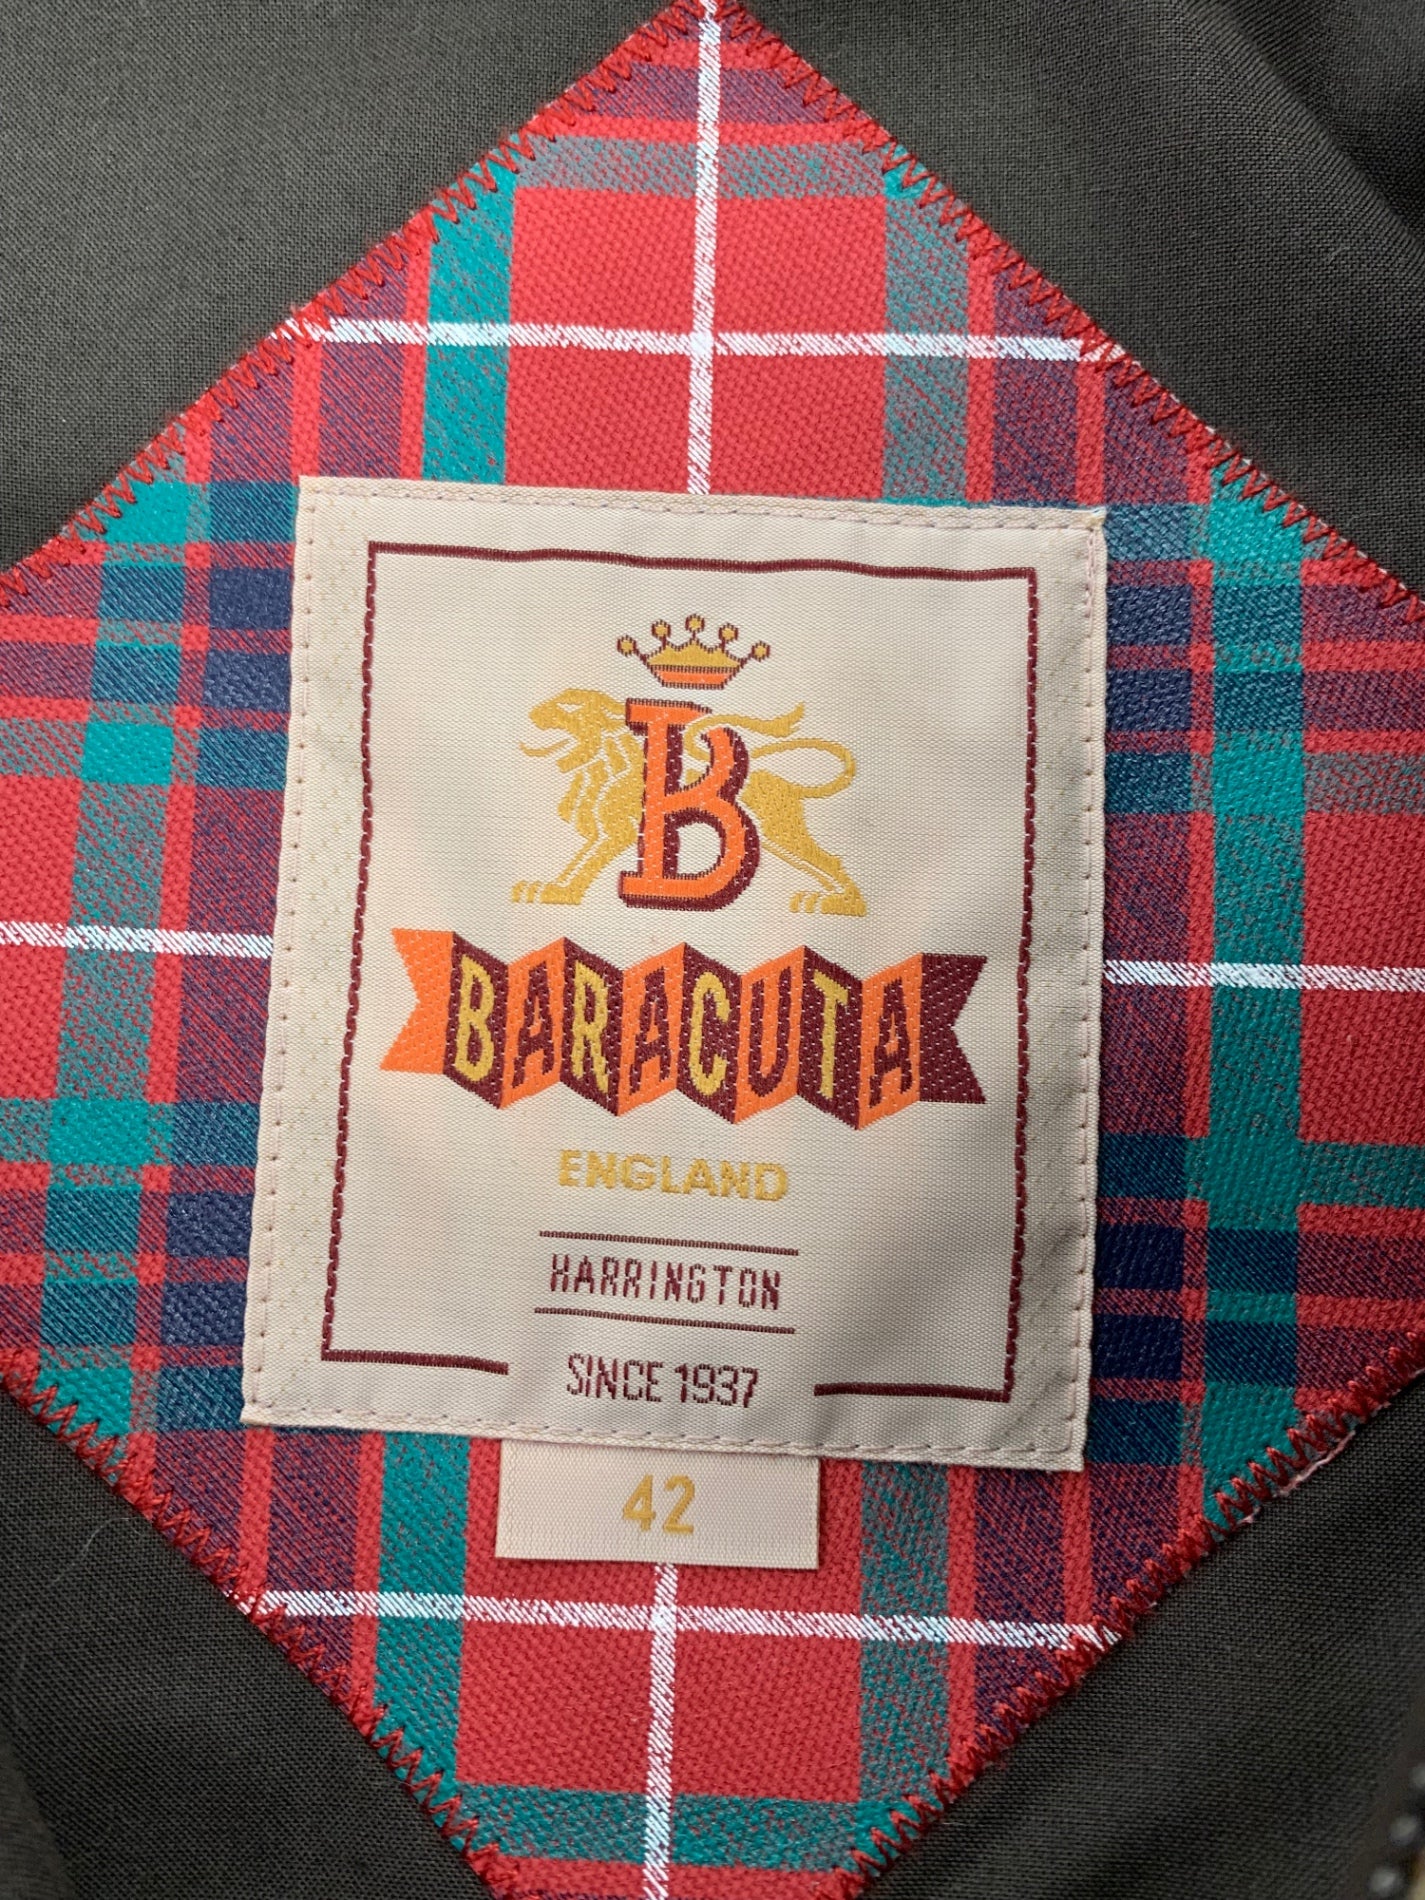 B
BARACUTA
ENGLAND
HARRINGTON
SINCE 1937
42